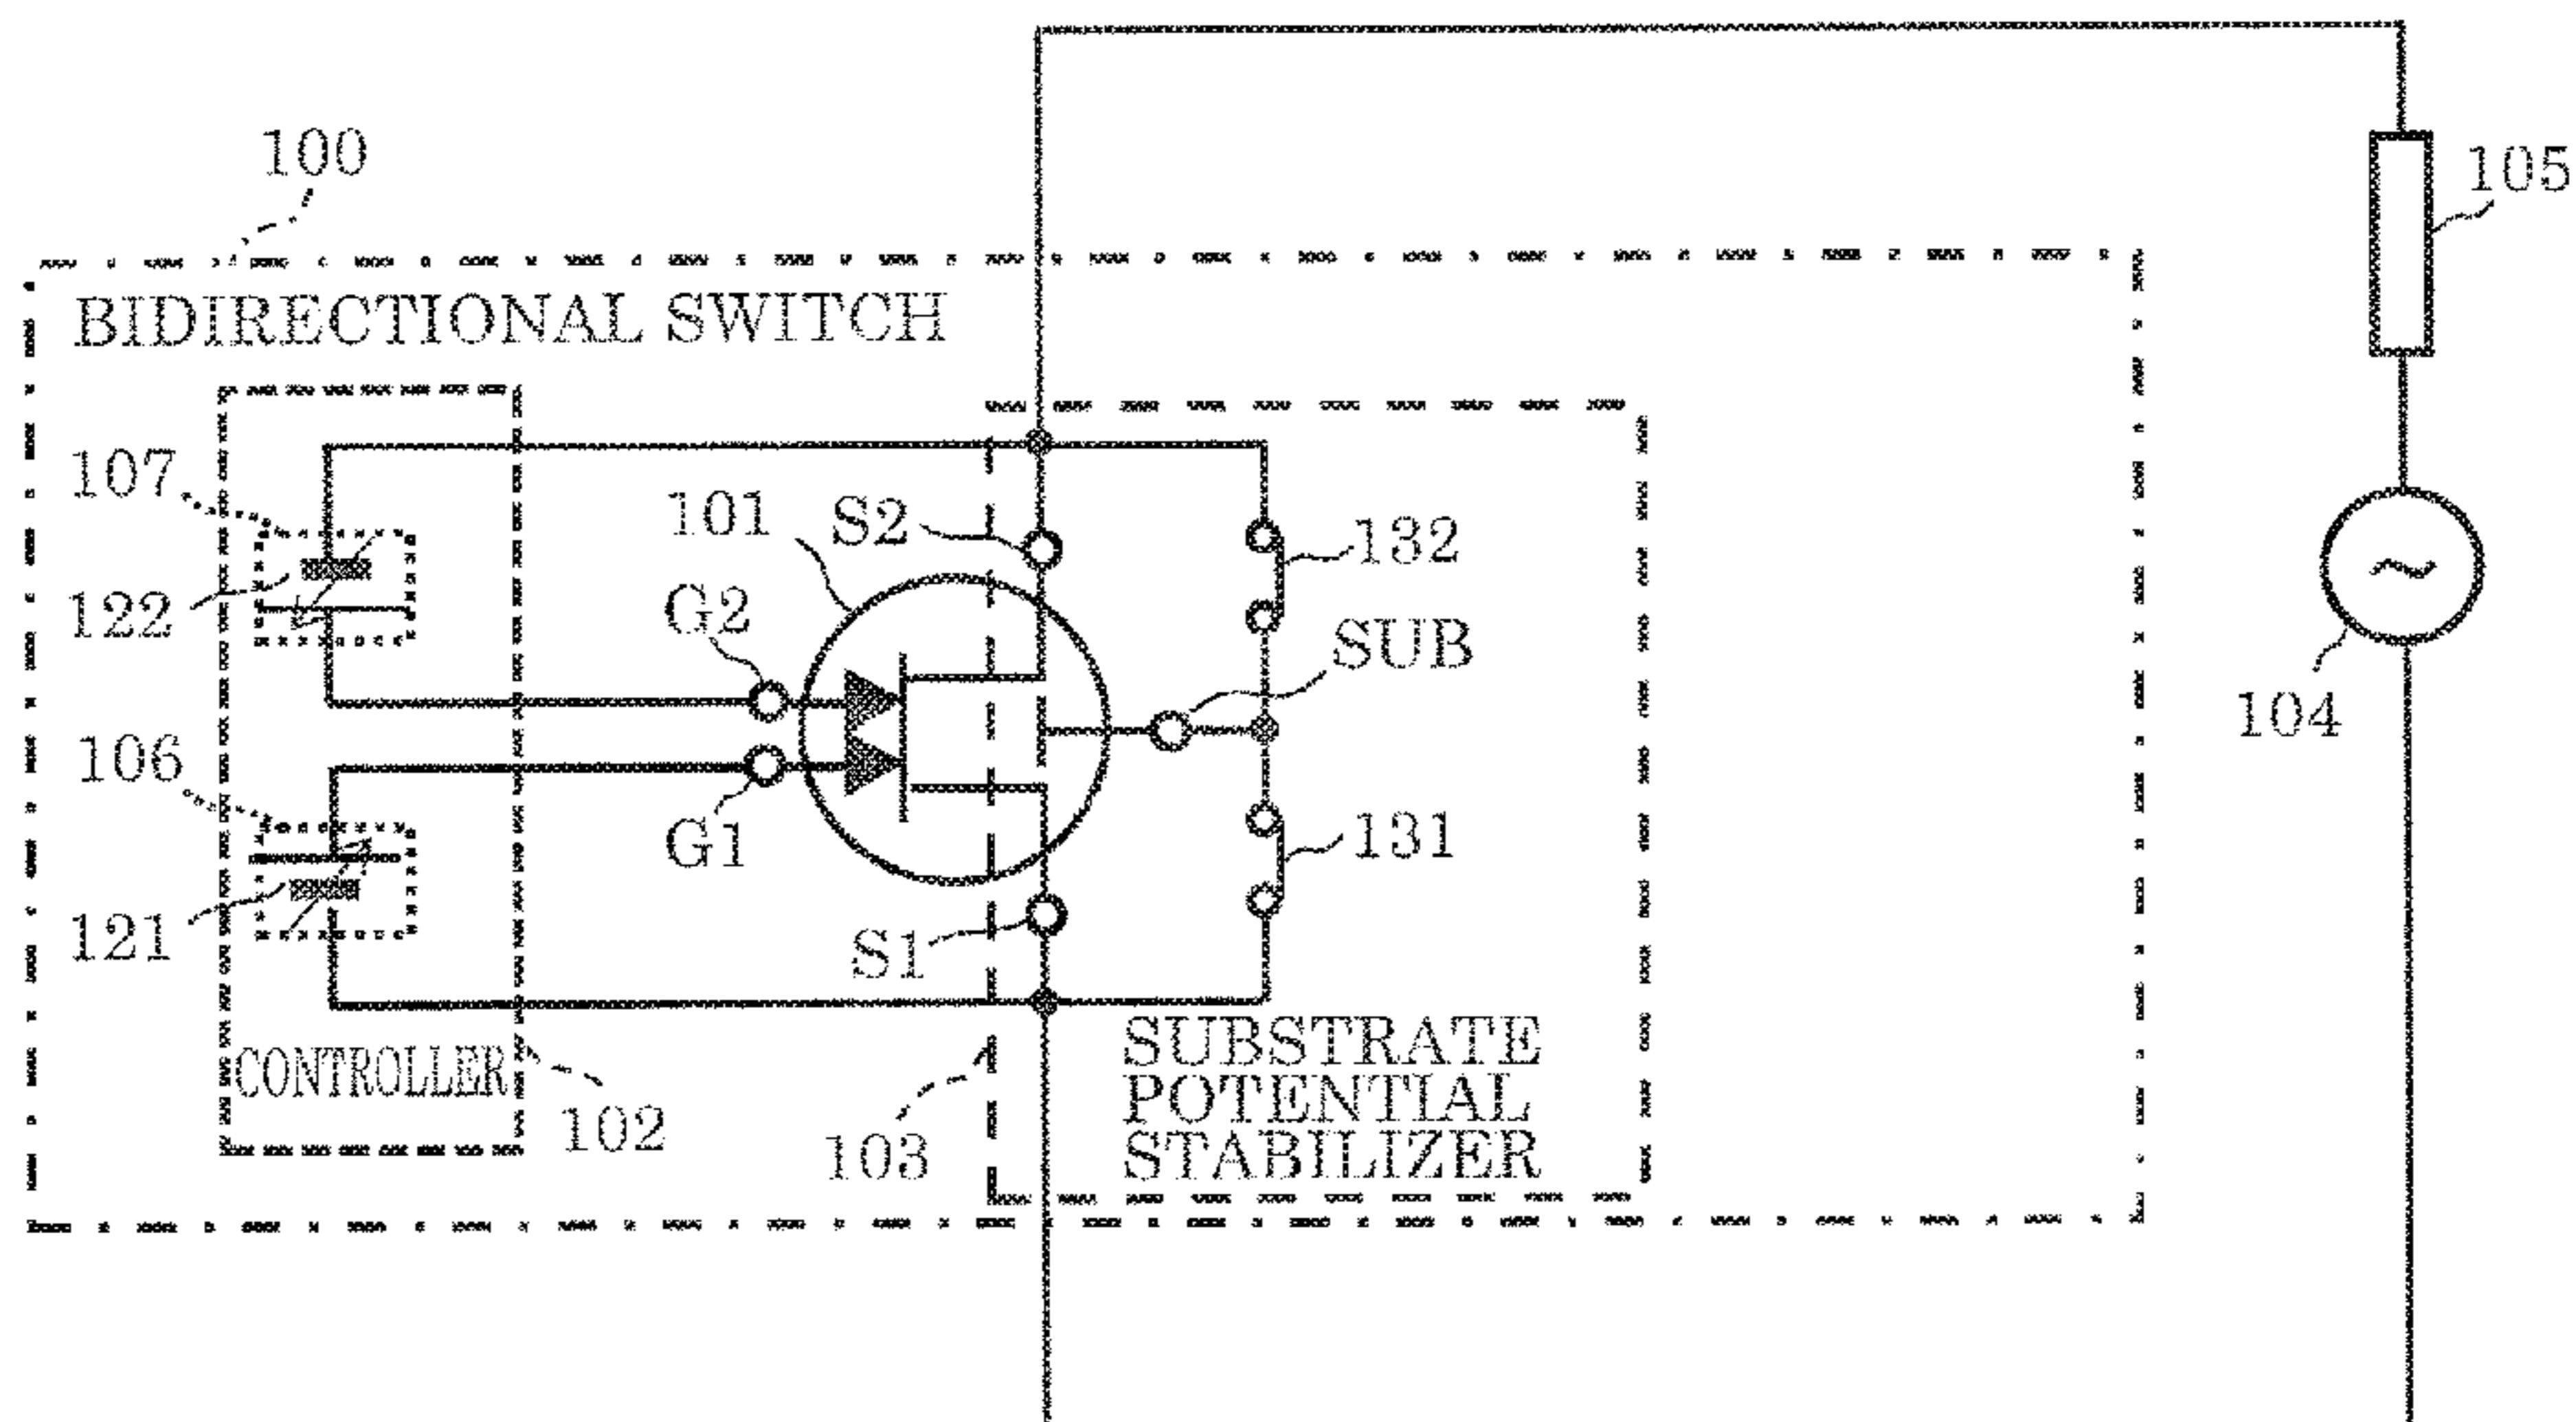 100
105
BIDIRECTIONAL SWITCH
107
101
S2
132
122
G2
SUB
104
106
G1
131
121
S1
CONTROLLER
SUBSTRATE
POTENTIAL
STABILIZER
102
103